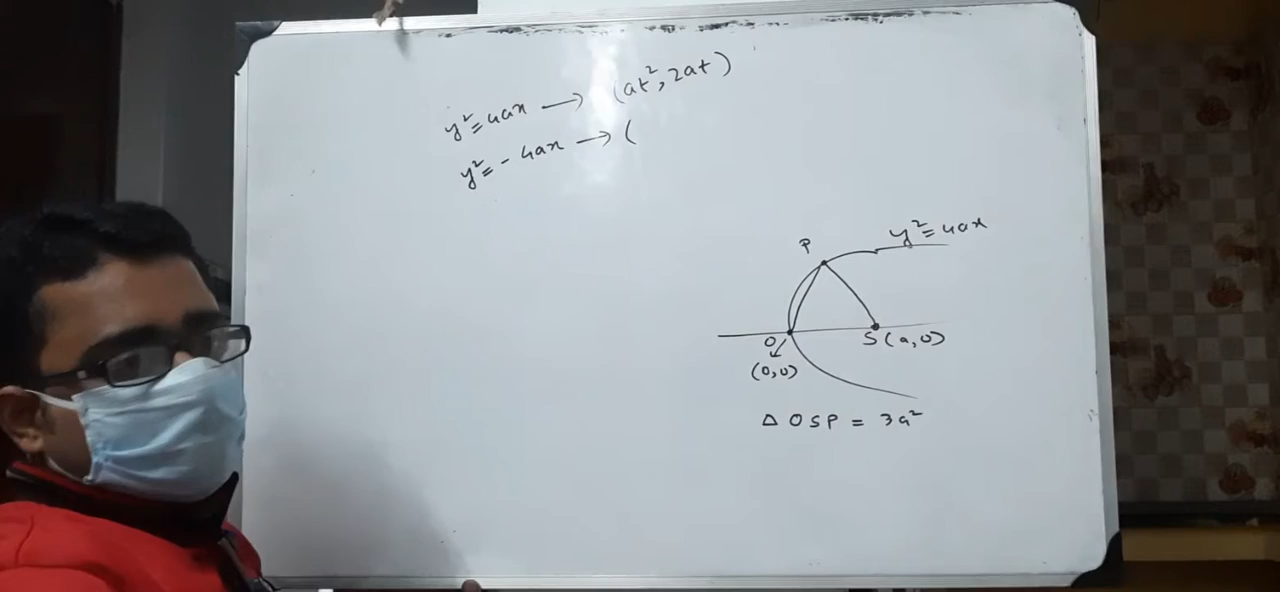 y² = 4ax → (at², 2at)
y² = - 4ax → (
y² = 4ax
P
O
S(a,0)
(0,0)
Δ OSP = 3a²